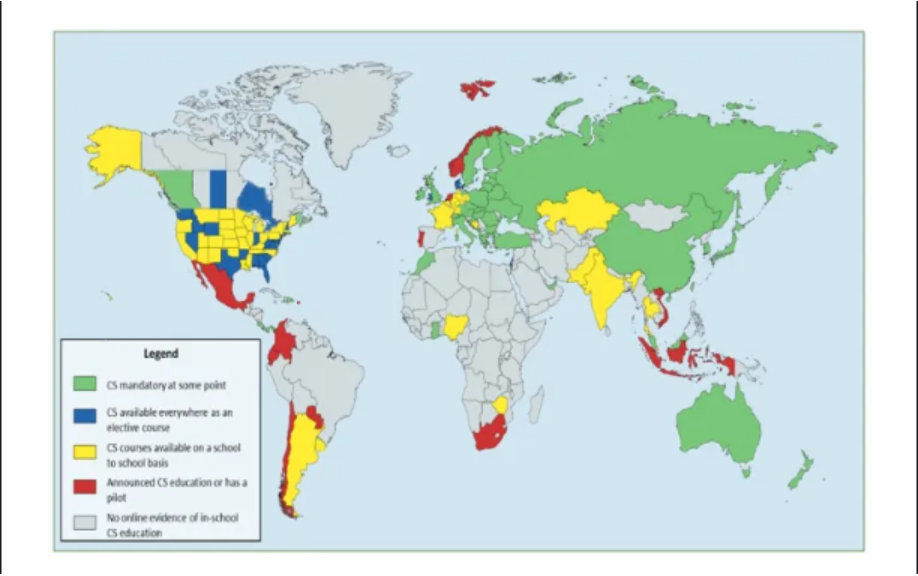 Legend
CS mandatory at some point
CS available everywhere as an
elective course
CS courses available on a school
to school basis
Announced CS education or has a
pilot
No online evidence of in-school
CS education